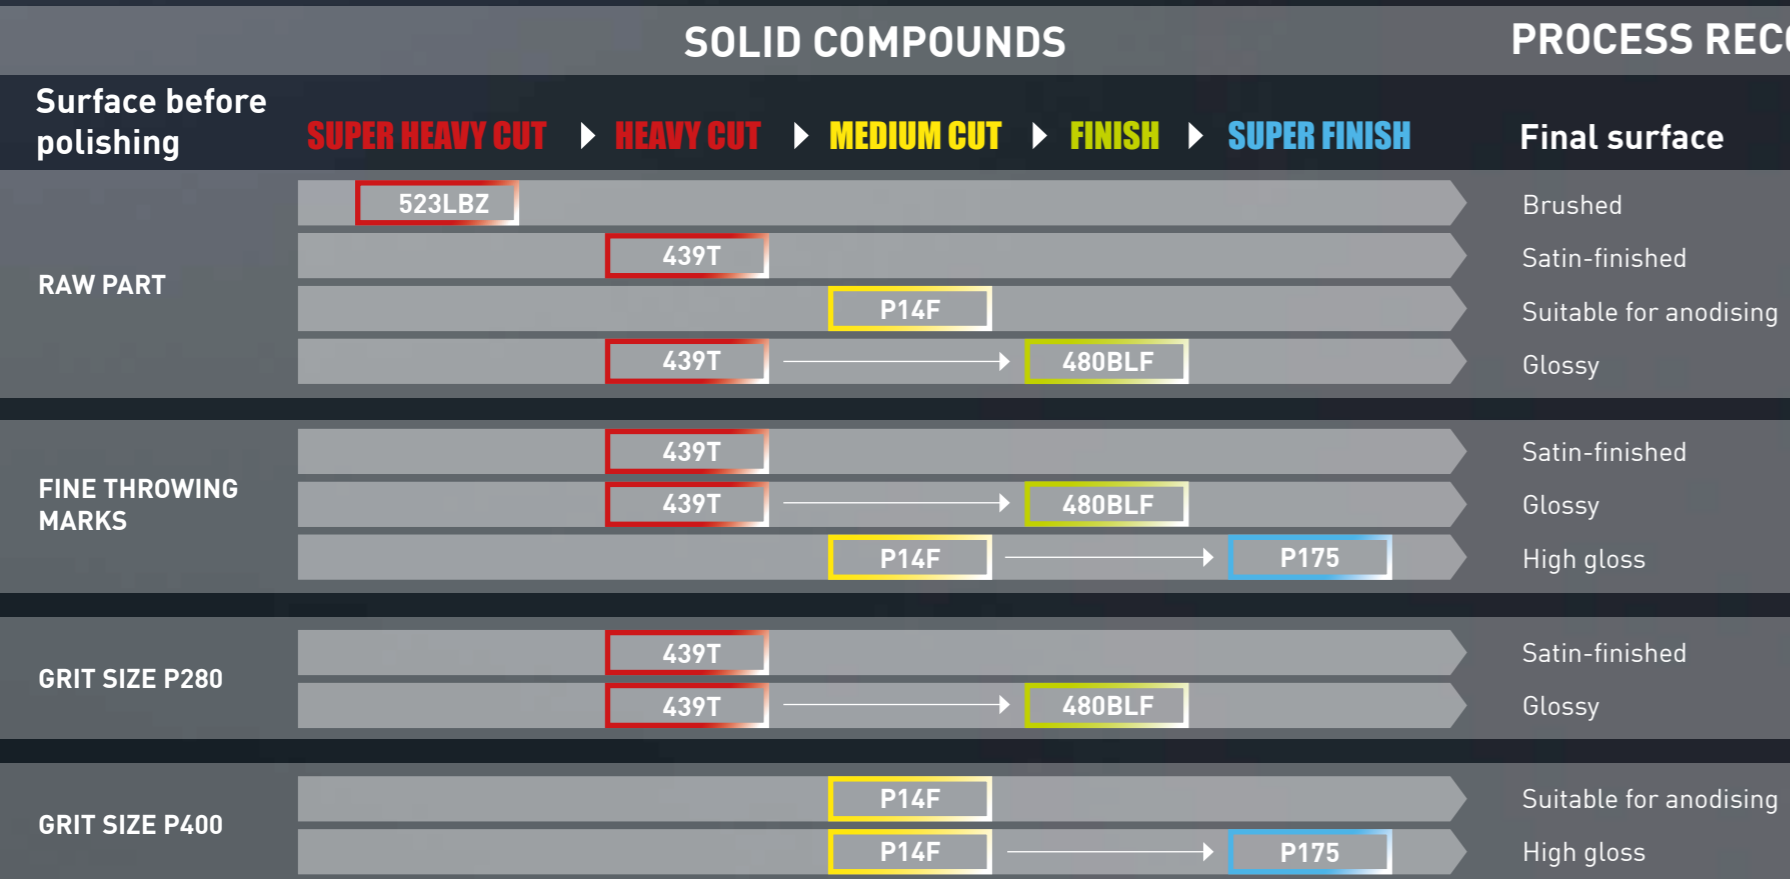 SOLID COMPOUNDS
PROCESS REC
Surface before
polishing
SUPER HEAVY CUT
HEAVY CUT
MEDIUM CUT
FINISH
SUPER FINISH
Final surface
RAW PART
523LBZ
Brushed
439T
Satin-finished
P14F
Suitable for anodising
439T
480BLF
Glossy
FINE THROWING
MARKS
439T
Satin-finished
439T
480BLF
Glossy
P14F
P175
High gloss
GRIT SIZE P280
439T
Satin-finished
439T
480BLF
Glossy
GRIT SIZE P400
P14F
Suitable for anodising
P14F
P175
High gloss